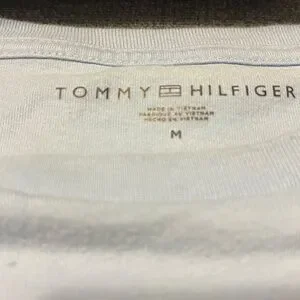 TOMMY HILFIGER
MADE IN VIETNAM
FABRIQUÉ AU VIETNAM
HECHO EN VIETNAM
M